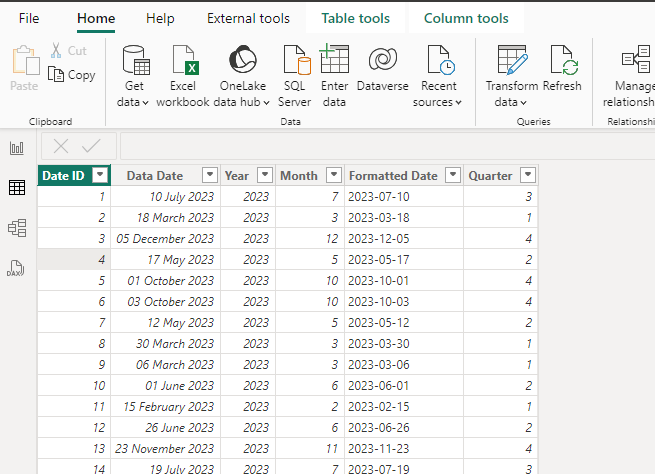 File Home Help External tools Table tools Column tools
Paste Cut Copy
Get data Excel workbook OneLake data hub SQL Server Enter data Dataverse Recent sources Transform data Refresh Manage
Clipboard Data Queries
Date ID Data Date Year Month Formatted Date Quarter
1 10 July 2023 2023 7 2023-07-10 3
2 18 March 2023 2023 3 2023-03-18 1
3 05 December 2023 2023 12 2023-12-05 4
4 17 May 2023 2023 5 2023-05-17 2
5 01 October 2023 2023 10 2023-10-01 4
6 03 October 2023 2023 10 2023-10-03 4
7 12 May 2023 2023 5 2023-05-12 2
8 30 March 2023 2023 3 2023-03-30 1
9 06 March 2023 2023 3 2023-03-06 1
10 01 June 2023 2023 6 2023-06-01 2
11 15 February 2023 2023 2 2023-02-15 1
12 26 June 2023 2023 6 2023-06-26 2
13 23 November 2023 2023 11 2023-11-23 4
14 19 July 2023 2023 7 2023-07-19 3
DAX